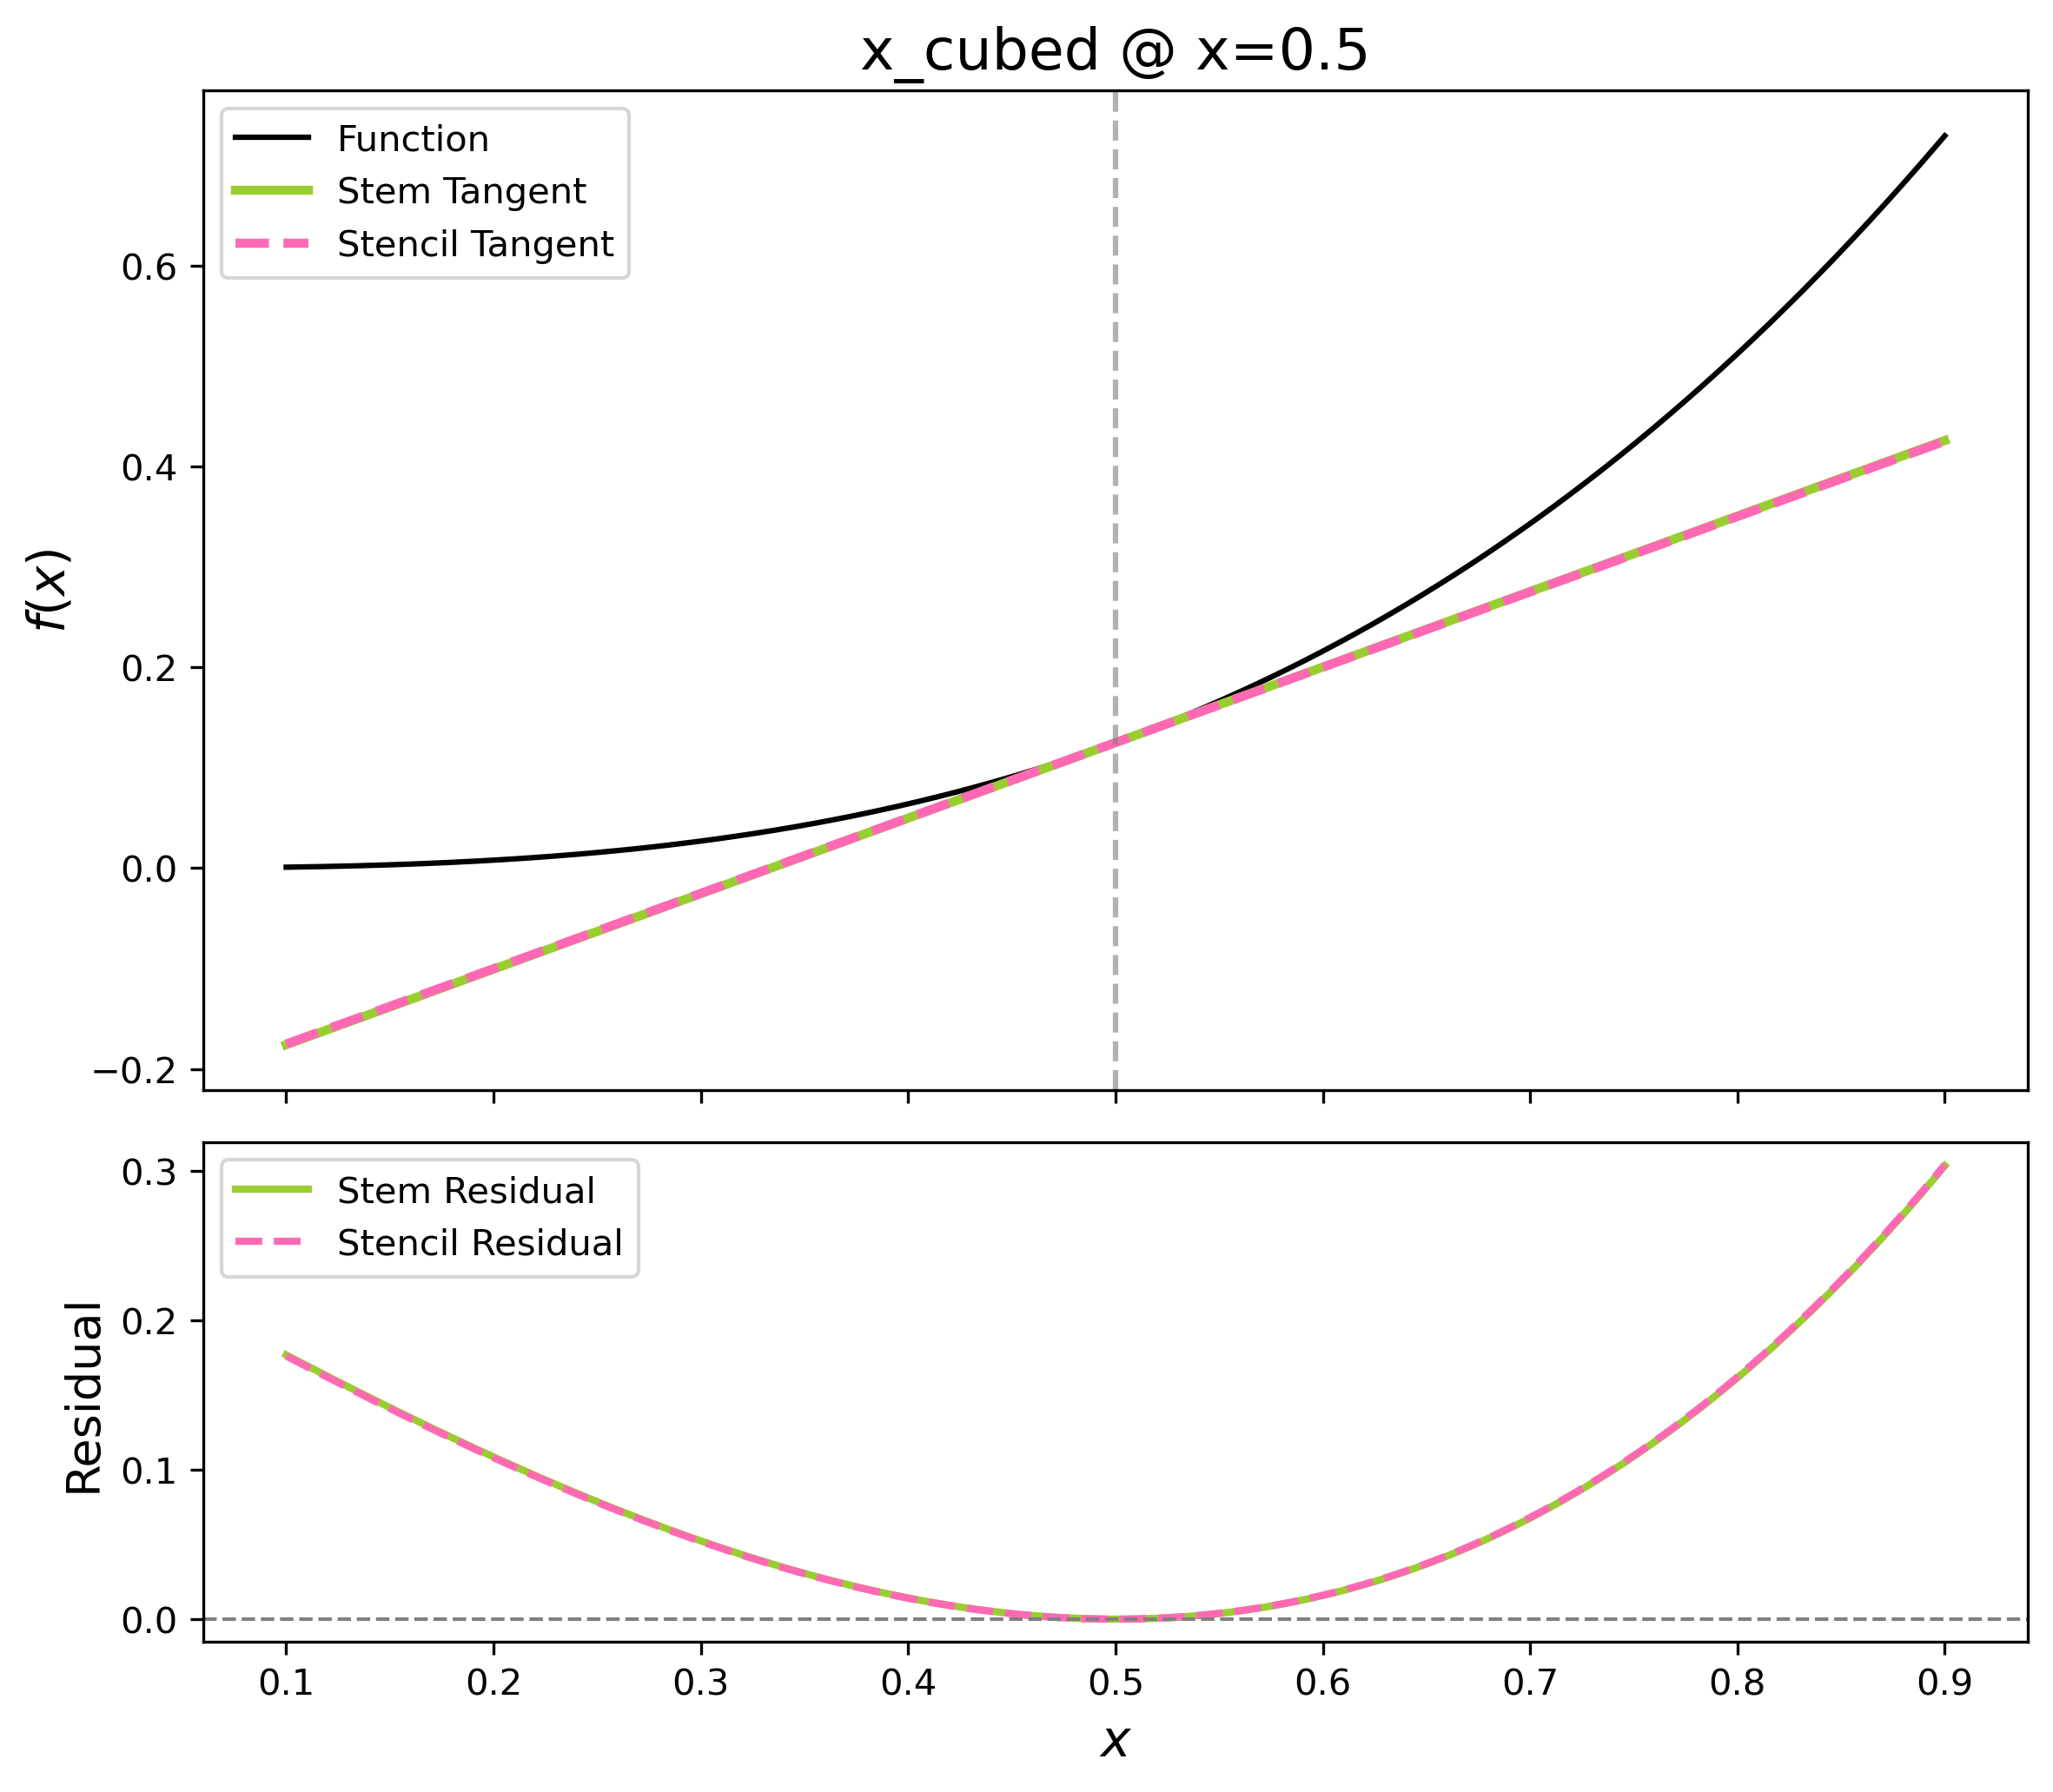 x_cubed @ x=0.5
Function
Stem Tangent
Stencil Tangent
f(x)
0.6
0.4
0.2
0.0
−0.2
Stem Residual
Stencil Residual
Residual
0.3
0.2
0.1
0.0
0.1 0.2 0.3 0.4 0.5 0.6 0.7 0.8 0.9
x